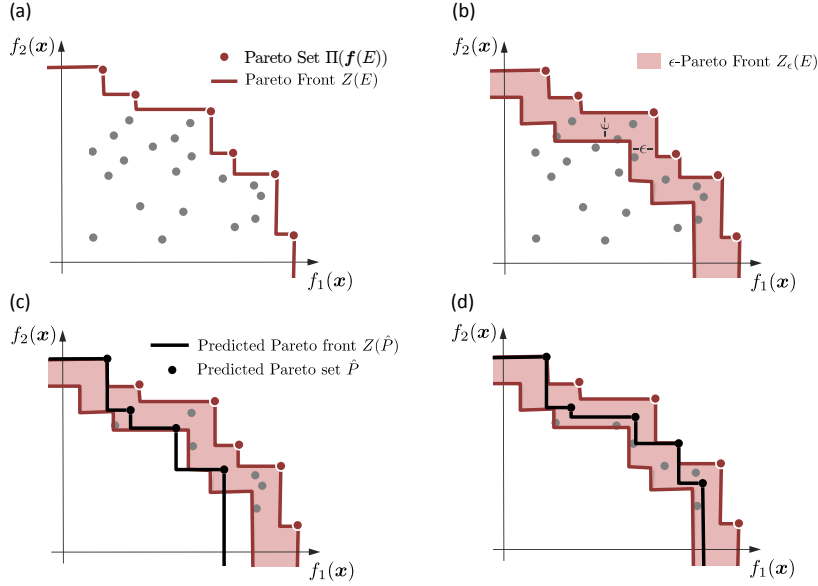 (a)
f₂(x)
Pareto Set Π(f(E))
Pareto Front Z(E)
f₁(x)
(b)
f₂(x)
ϵ-Pareto Front Z_ϵ(E)
ϵ
ϵ
f₁(x)
(c)
f₂(x)
Predicted Pareto front Z(P̂)
Predicted Pareto set P̂
f₁(x)
(d)
f₂(x)
f₁(x)